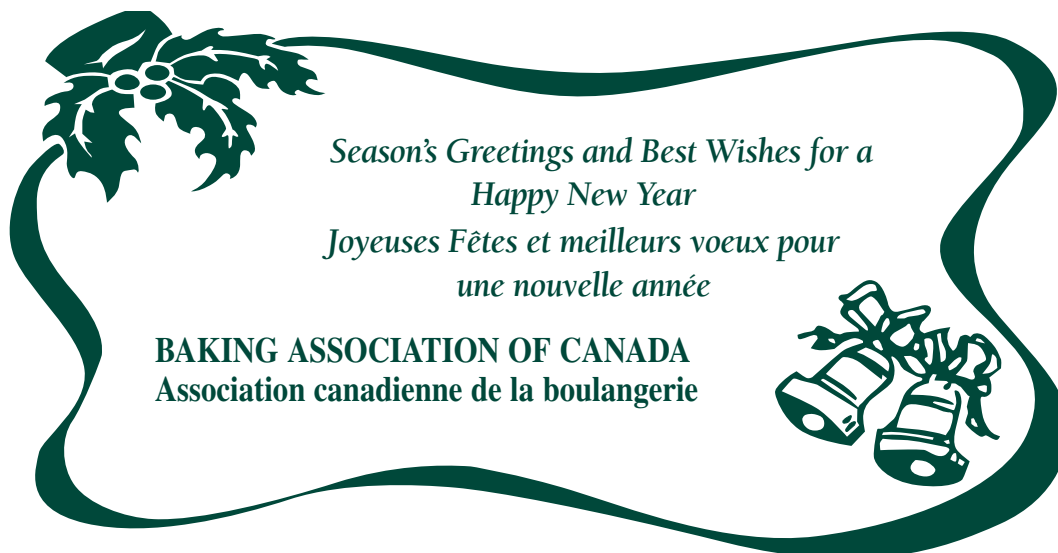 Season's Greetings and Best Wishes for a
Happy New Year
Joyeuses Fêtes et meilleurs voeux pour
une nouvelle année
BAKING ASSOCIATION OF CANADA
Association canadienne de la boulangerie